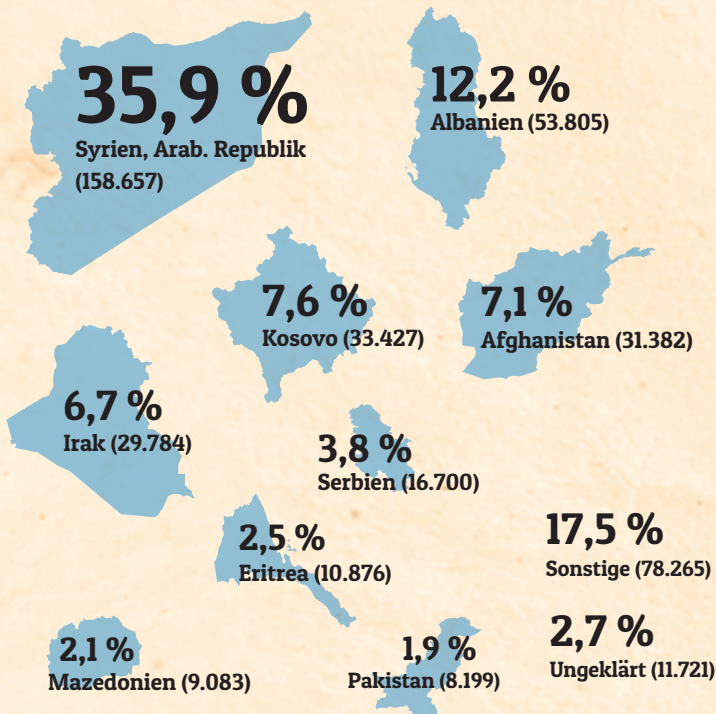 35,9 %
Syrien, Arab. Republik
(158.657)
12,2 %
Albanien (53.805)
7,6 %
Kosovo (33.427)
7,1 %
Afghanistan (31.382)
6,7 %
Irak (29.784)
3,8 %
Serbien (16.700)
2,5 %
Eritrea (10.876)
17,5 %
Sonstige (78.265)
2,1 %
Mazedonien (9.083)
1,9 %
Pakistan (8.199)
2,7 %
Ungeklärt (11.721)